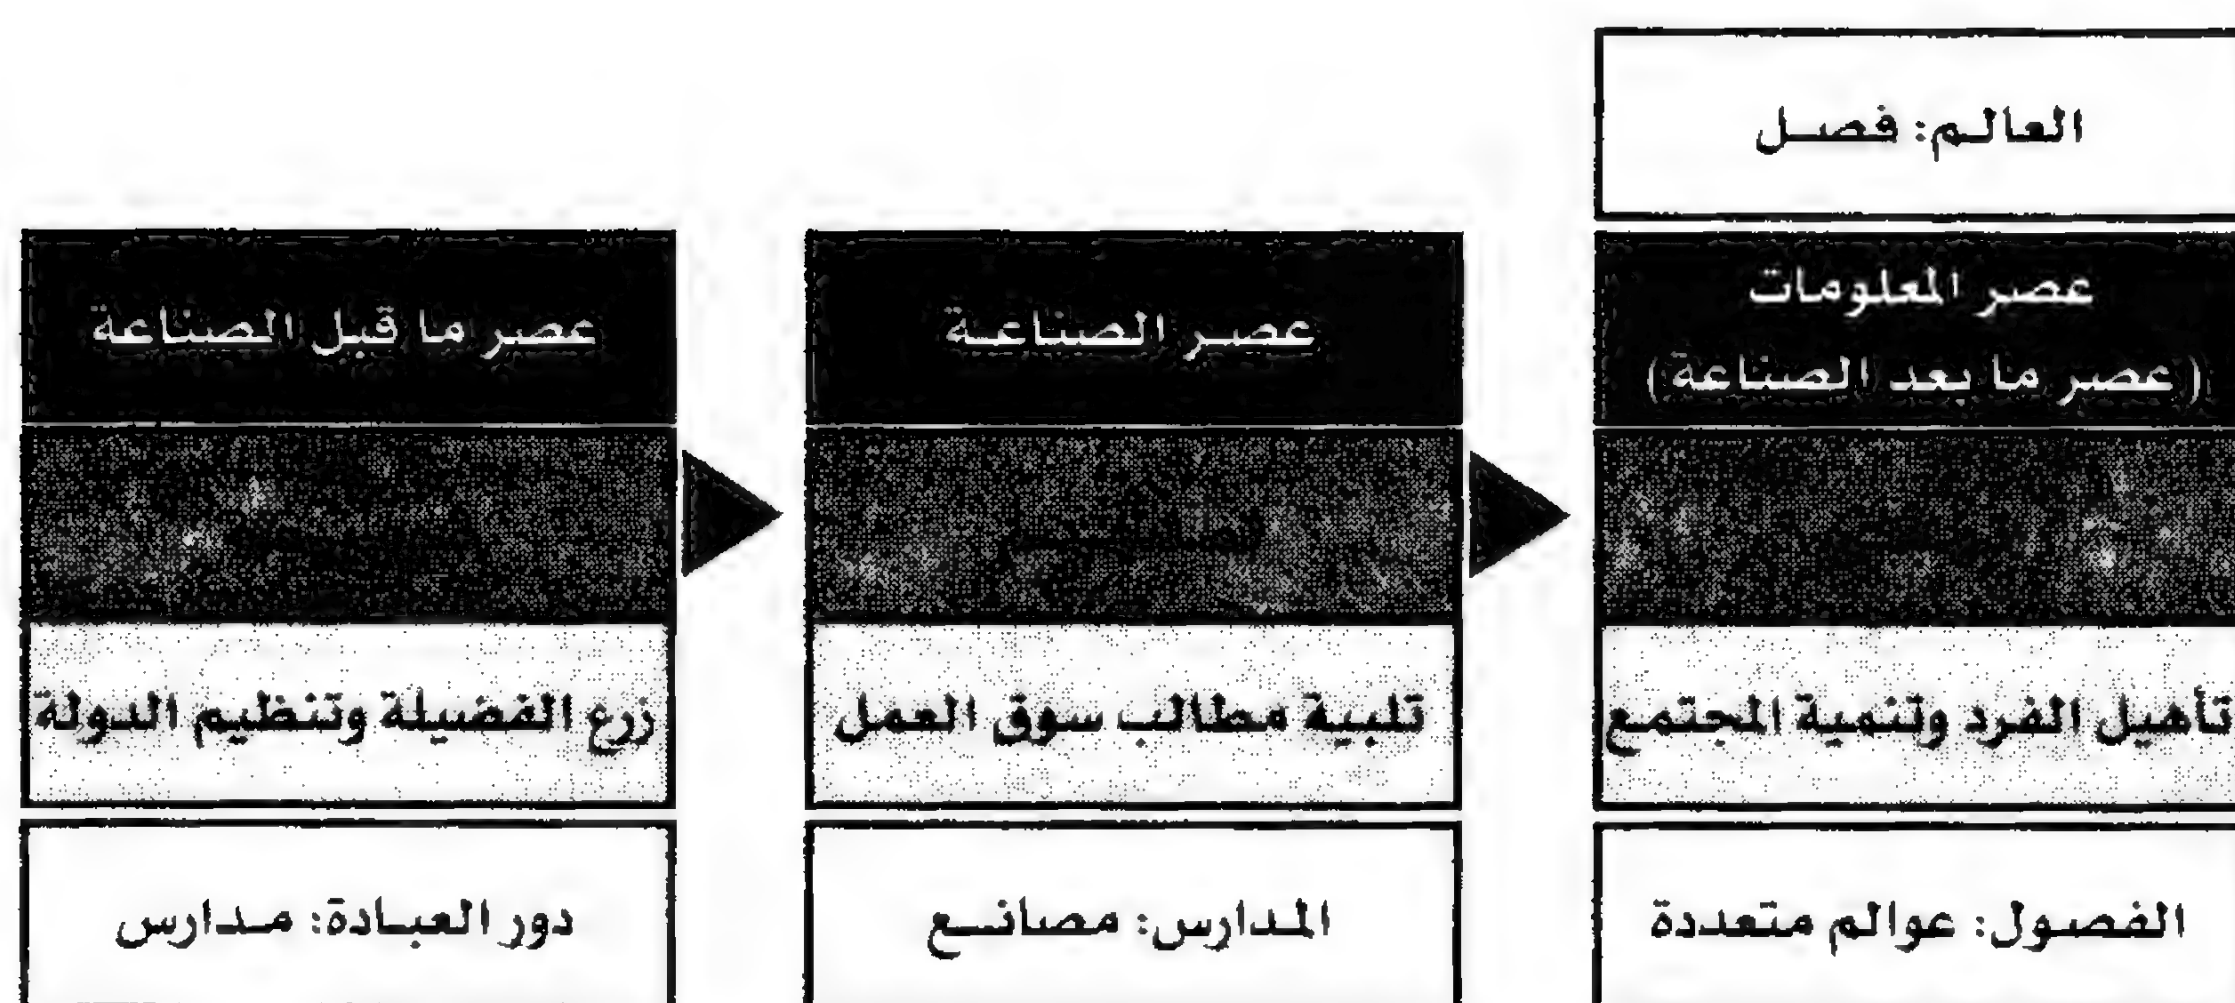 العالم: فصل
عصر ما قبل الصناعة
عصر الصناعة
عصر المعلومات
(عصر ما بعد الصناعة)
زرع الفضيلة وتنظيم الدولة
تلبية مطالب سوق العمل
تأهيل الفرد وتنمية المجتمع
دور العبادة: مدارس
المدارس: مصانع
الفصول: عوالم متعددة